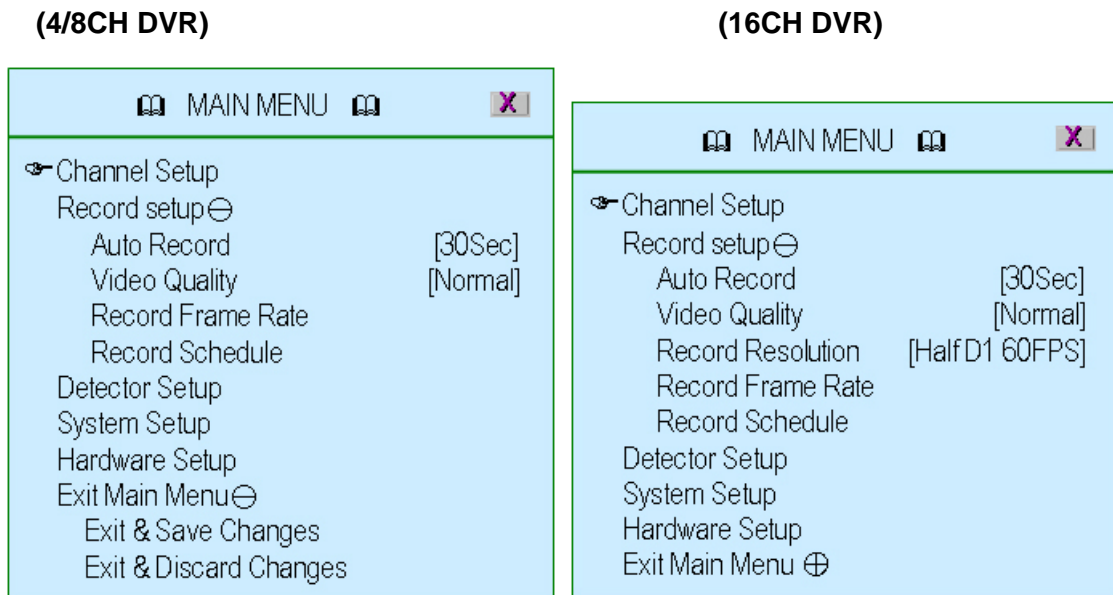 (4/8CH DVR)
MAIN MENU
X
Channel Setup
Record setup
Auto Record [30Sec]
Video Quality [Normal]
Record Frame Rate
Record Schedule
Detector Setup
System Setup
Hardware Setup
Exit Main Menu
Exit & Save Changes
Exit & Discard Changes
(16CH DVR)
MAIN MENU
X
Channel Setup
Record setup
Auto Record [30Sec]
Video Quality [Normal]
Record Resolution [Half D1 60FPS]
Record Frame Rate
Record Schedule
Detector Setup
System Setup
Hardware Setup
Exit Main Menu